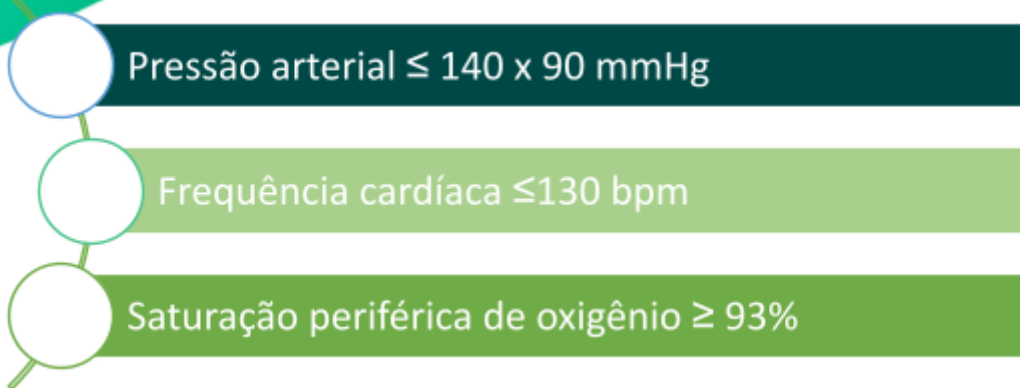 Pressão arterial ≤ 140 x 90 mmHg
Frequência cardíaca ≤130 bpm
Saturação periférica de oxigênio ≥ 93%